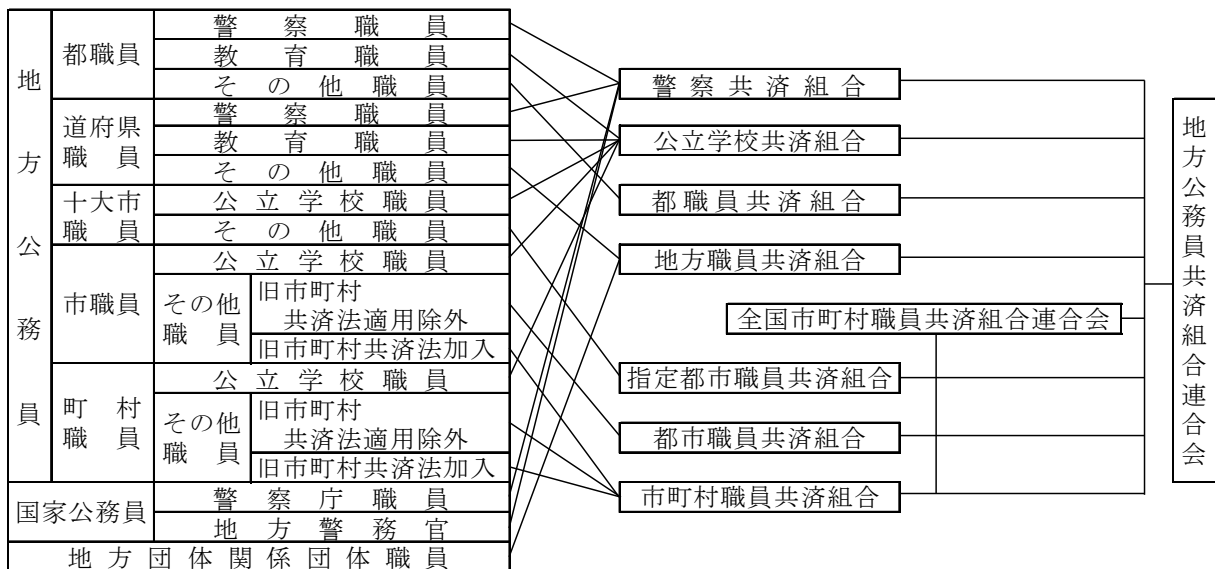 地方公務員
都職員
警察職員
教育職員
その他職員
道府県
職員
警察職員
教育職員
その他職員
十大市
職員
公立学校職員
その他職員
市職員
公立学校職員
その他
職員
旧市町村
共済法適用除外
旧市町村共済法加入
町村
職員
公立学校職員
その他
職員
旧市町村
共済法適用除外
旧市町村共済法加入
国家公務員
警察庁職員
地方警務官
地方団体関係団体職員
警察共済組合
公立学校共済組合
都職員共済組合
地方職員共済組合
全国市町村職員共済組合連合会
指定都市職員共済組合
都市職員共済組合
市町村職員共済組合
地方公務員共済組合連合会